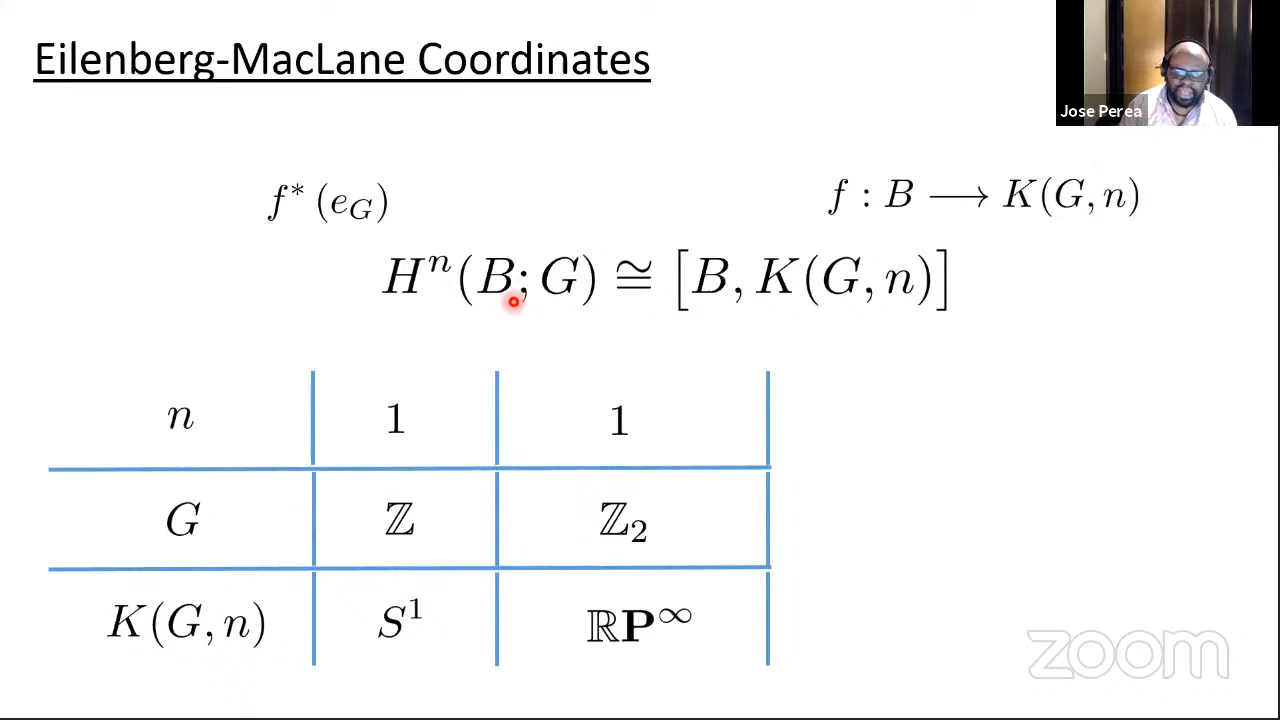 Eilenberg-MacLane Coordinates
Jose Perea
f* (e_G)
f : B ⟶ K(G, n)
Hⁿ(B; G) ≅ [B, K(G, n)]
n 1 1
G ℤ ℤ₂
K(G, n) S¹ ℝP^∞
zoom